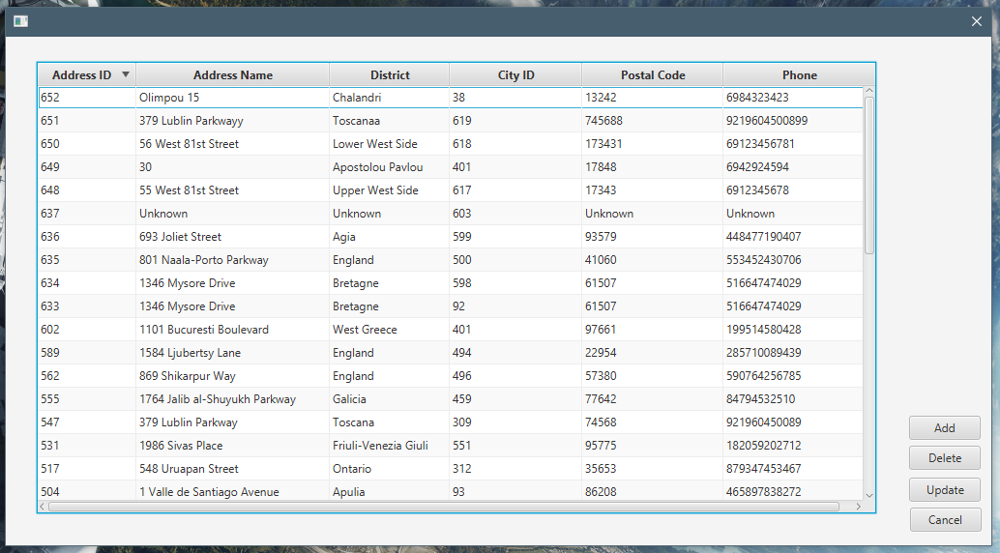 Address ID Address Name District City ID Postal Code Phone
652 Olimpou 15 Chalandri 38 13242 6984323423
651 379 Lublin Parkwayy Toscanaa 619 745688 9219604500899
650 56 West 81st Street Lower West Side 618 173431 69123456781
649 30 Apostolou Pavlou 401 17848 6942924594
648 55 West 81st Street Upper West Side 617 17343 6912345678
637 Unknown Unknown 603 Unknown Unknown
636 693 Joliet Street Agia 599 93579 448477190407
635 801 Naala-Porto Parkway England 500 41060 553452430706
634 1346 Mysore Drive Bretagne 598 61507 516647474029
633 1346 Mysore Drive Bretagne 92 61507 516647474029
602 1101 Bucuresti Boulevard West Greece 401 97661 199514580428
589 1584 Ljubertsy Lane England 494 22954 285710089439
562 869 Shikarpur Way England 496 57380 590764256785
555 1764 Jalib al-Shuyukh Parkway Galicia 459 77642 84794532510
547 379 Lublin Parkway Toscana 309 74568 921960450089
531 1986 Sivas Place Friuli-Venezia Giuli 551 95775 182059202712
517 548 Uruapan Street Ontario 312 35653 879347453467
504 1 Valle de Santiago Avenue Apulia 93 86208 465897838272
Add
Delete
Update
Cancel